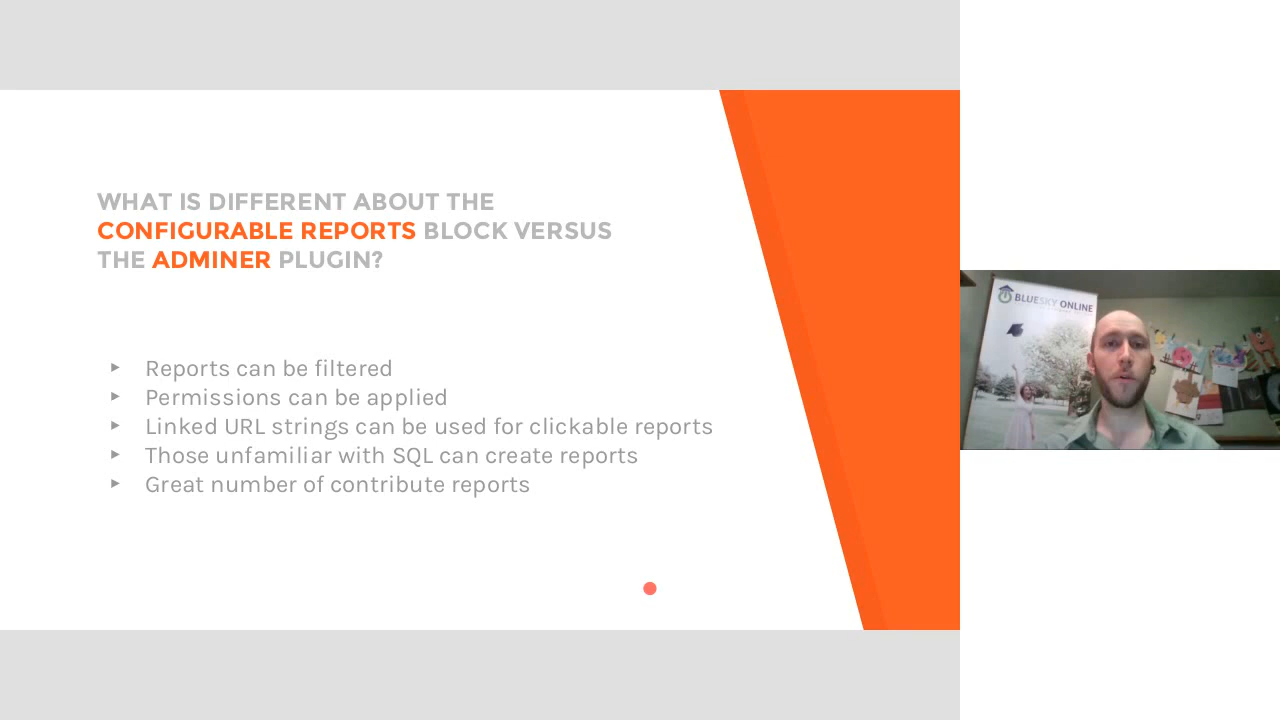 WHAT IS DIFFERENT ABOUT THE
CONFIGURABLE REPORTS BLOCK VERSUS
THE ADMINER PLUGIN?
‣ Reports can be filtered
‣ Permissions can be applied
‣ Linked URL strings can be used for clickable reports
‣ Those unfamiliar with SQL can create reports
‣ Great number of contribute reports
BLUESKY ONLINE